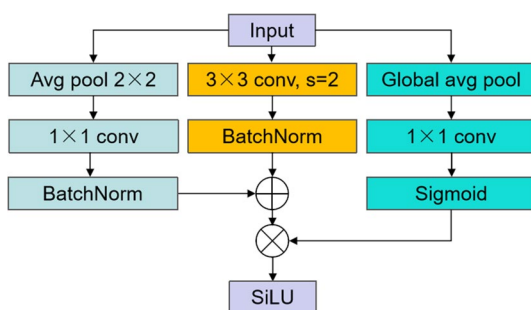 Input
Avg pool 2×2
3×3 conv, s=2
Global avg pool
1×1 conv
BatchNorm
1×1 conv
BatchNorm
Sigmoid
SiLU